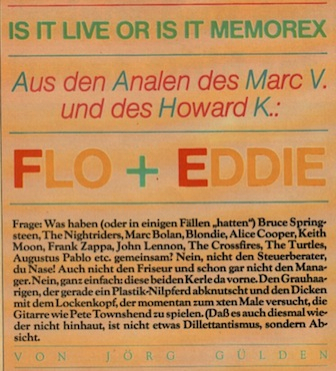 IS IT LIVE OR IS IT MEMOREX
Aus den Analen des Marc V.
und des Howard K.:
FLO + EDDIE
Frage: Was haben (oder in einigen Fällen „hatten“) Bruce Spring-
steen, The Nightriders, Marc Bolan, Blondie, Alice Cooper, Keith
Moon, Frank Zappa, John Lennon, The Crossfires, The Turtles,
Augustus Pablo etc. gemeinsam? Nein, nicht den Steuerberater,
du Nase! Auch nicht den Friseur und schon gar nicht den Mana-
ger. Nein, ganz einfach: diese beiden Kerle da vorne. Den Grauhaa-
rigen, der gerade ein Plastik-Nilpferd abknutscht und den Dicken
mit dem Lockenkopf, der momentan zum xten Male versucht, die
Gitarre wie Pete Townshend zu spielen. (Daß es auch diesmal wie-
der nicht hinhaut, ist nicht etwas Dillettantismus, sondern Ab-
sicht.
VON JÖRG GÜLDEN